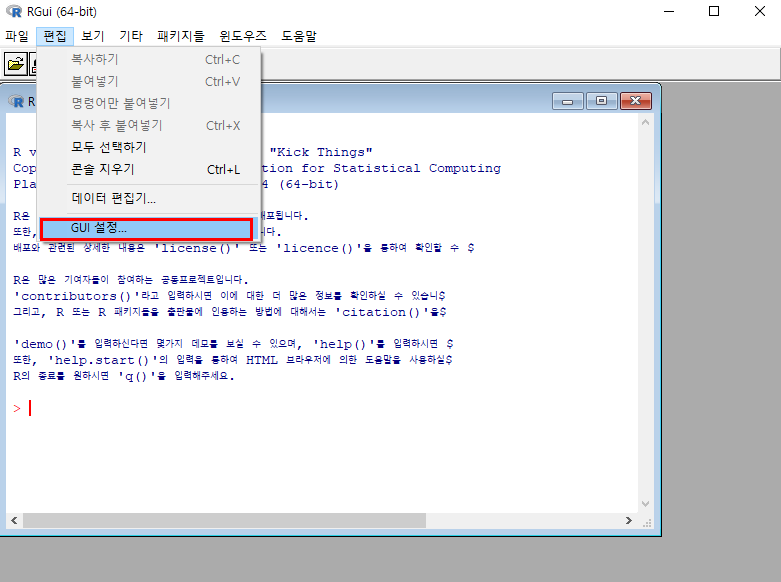 RGui (64-bit)
파일 편집 보기 기타 패키지들 윈도우즈 도움말
복사하기 Ctrl+C
붙여넣기 Ctrl+V
명령어만 붙여넣기
복사 후 붙여넣기 Ctrl+X
모두 선택하기
콘솔 지우기 Ctrl+L
데이터 편집기...
GUI 설정...
R
R v "Kick Things"
Cop tion for Statistical Computing
Pla 4 (64-bit)
R은 배포됩니다.
또한, 니다.
배포와 관련된 상세한 내용은 'license()' 또는 'licence()'을 통하여 확인할 수 $
R은 많은 기여자들이 참여하는 공동프로젝트입니다.
'contributors()'라고 입력하시면 이에 대한 더 많은 정보를 확인하실 수 있습니$
그리고, R 또는 R 패키지들을 출판물에 인용하는 방법에 대해서는 'citation()'을$
'demo()'를 입력하신다면 몇가지 데모를 보실 수 있으며, 'help()'를 입력하시면 $
또한, 'help.start()'의 입력을 통하여 HTML 브라우저에 의한 도움말을 사용하실$
R의 종료를 원하시면 'q()'을 입력해주세요.
>